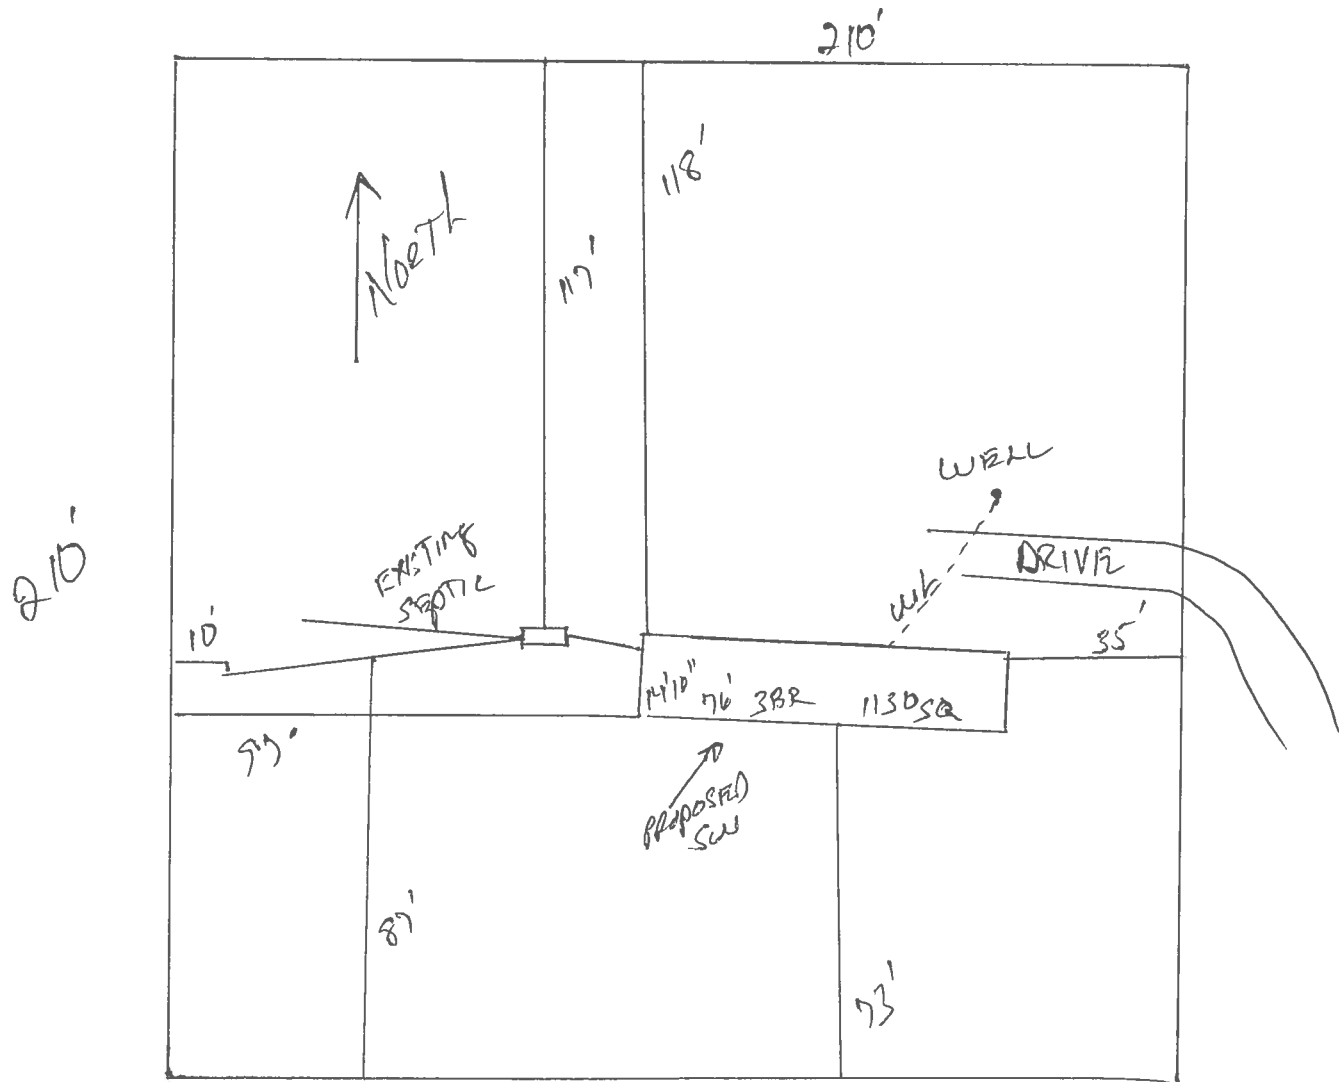 210'
118'
NORTH
117'
WELL
210'
EXISTING
SEPTIC
DRIVE
WL
10'
35'
14'10" 76' 3BR 1130SQ
99'
PROPOSED
SW
87'
73'